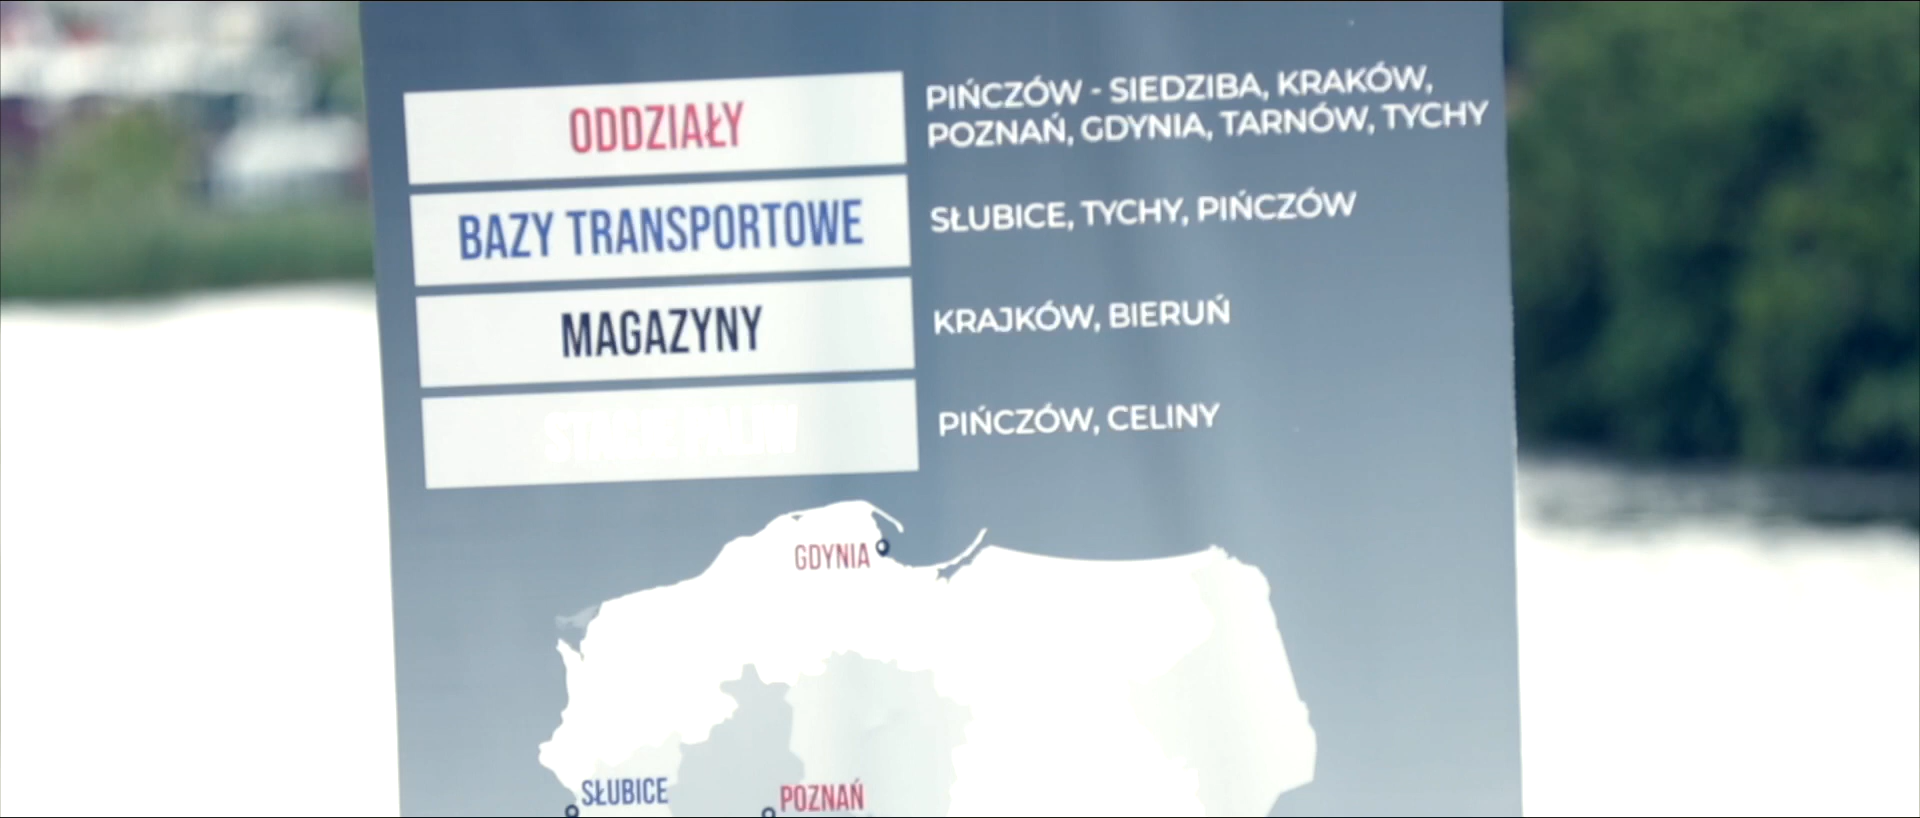 ODDZIAŁY
PIŃCZÓW - SIEDZIBA, KRAKÓW,
POZNAŃ, GDYNIA, TARNÓW, TYCHY
BAZY TRANSPORTOWE
SŁUBICE, TYCHY, PIŃCZÓW
MAGAZYNY
KRAJKÓW, BIERUŃ
PIŃCZÓW, CELINY
GDYNIA
SŁUBICE
POZNAŃ